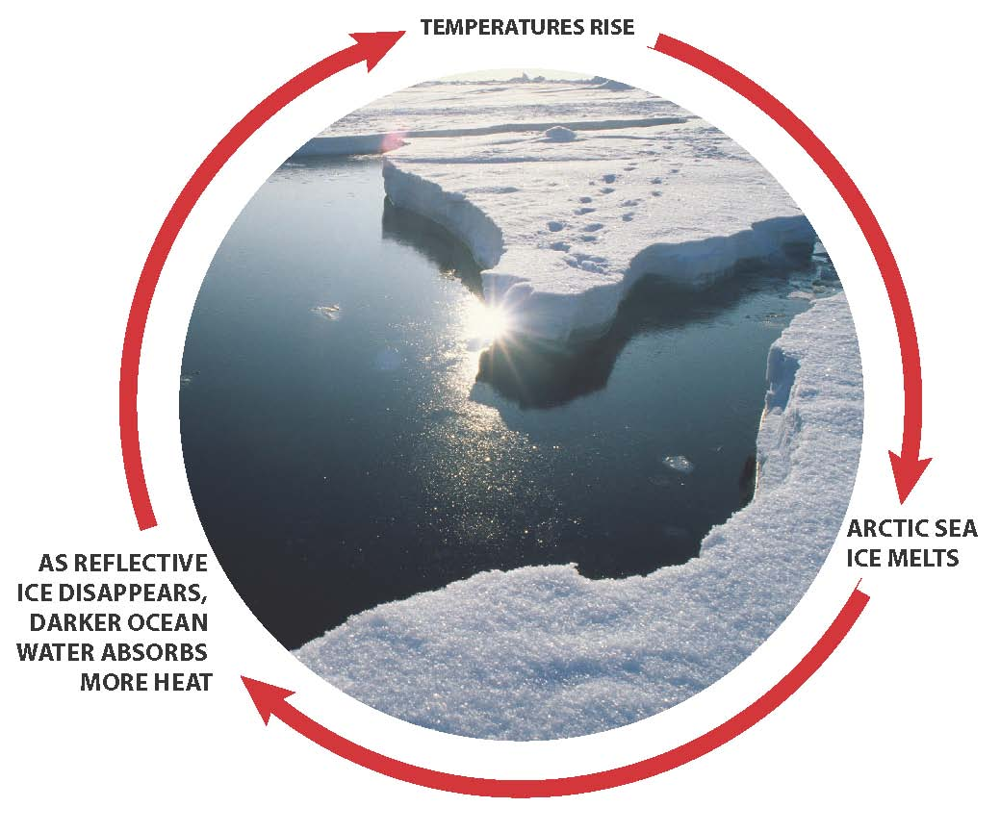 TEMPERATURES RISE
ARCTIC SEA
ICE MELTS
AS REFLECTIVE
ICE DISAPPEARS,
DARKER OCEAN
WATER ABSORBS
MORE HEAT